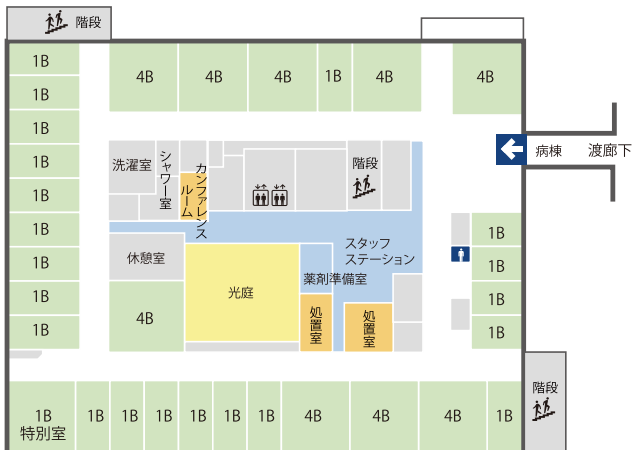 階段
1B
4B
4B
4B
1B
4B
4B
1B
1B
1B
1B
1B
1B
1B
1B
病棟
渡廊下
洗濯室
シャワー室
カンファレンス
ルーム
階段
1B
1B
1B
1B
休憩室
4B
光庭
スタッフ
ステーション
薬剤準備室
処置室
処置室
階段
1B
特別室
1B
1B
1B
1B
1B
1B
4B
4B
4B
1B